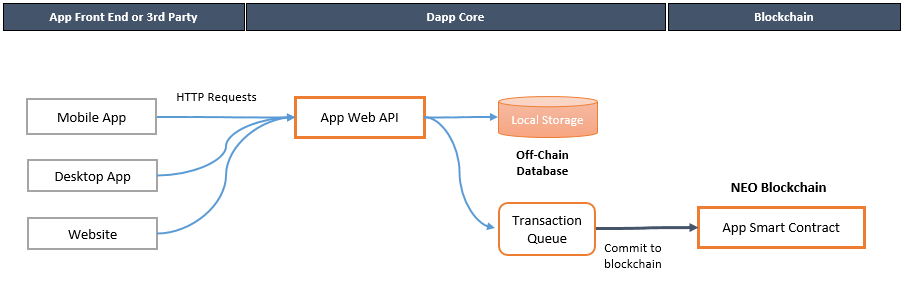 App Front End or 3rd Party
Dapp Core
Blockchain
HTTP Requests
Mobile App
App Web API
Local Storage
Off-Chain
Database
Desktop App
NEO Blockchain
Website
Transaction
Queue
App Smart Contract
Commit to
blockchain